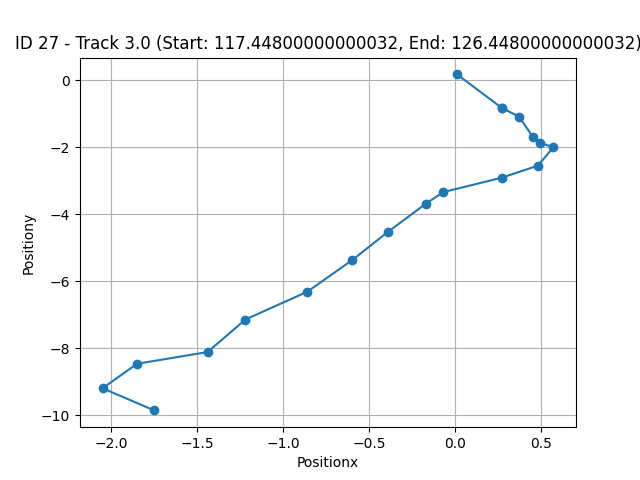 ID 27 - Track 3.0 (Start: 117.44800000000032, End: 126.44800000000032)
0
−2
−4
−6
−8
−10
Positiony
−2.0 −1.5 −1.0 −0.5 0.0 0.5
Positionx